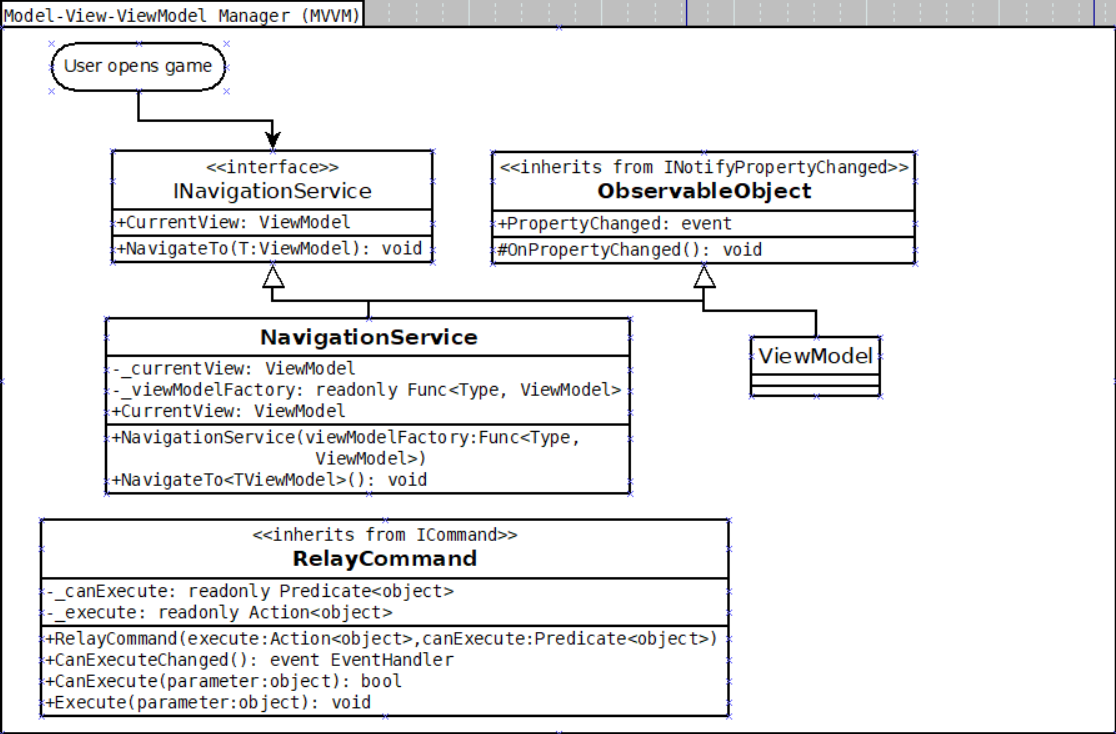 Model-View-ViewModel Manager (MVVM)
User opens game
<<interface>>
INavigationService
+CurrentView: ViewModel
+NavigateTo(T:ViewModel): void
<<inherits from INotifyPropertyChanged>>
ObservableObject
+PropertyChanged: event
#OnPropertyChanged(): void
NavigationService
-_currentView: ViewModel
-_viewModelFactory: readonly Func<Type, ViewModel>
+CurrentView: ViewModel
+NavigationService(viewModelFactory:Func<Type,
ViewModel>)
+NavigateTo<TViewModel>(): void
ViewModel
<<inherits from ICommand>>
RelayCommand
-_canExecute: readonly Predicate<object>
-_execute: readonly Action<object>
+RelayCommand(execute:Action<object>,canExecute:Predicate<object>)
+CanExecuteChanged(): event EventHandler
+CanExecute(parameter:object): bool
+Execute(parameter:object): void